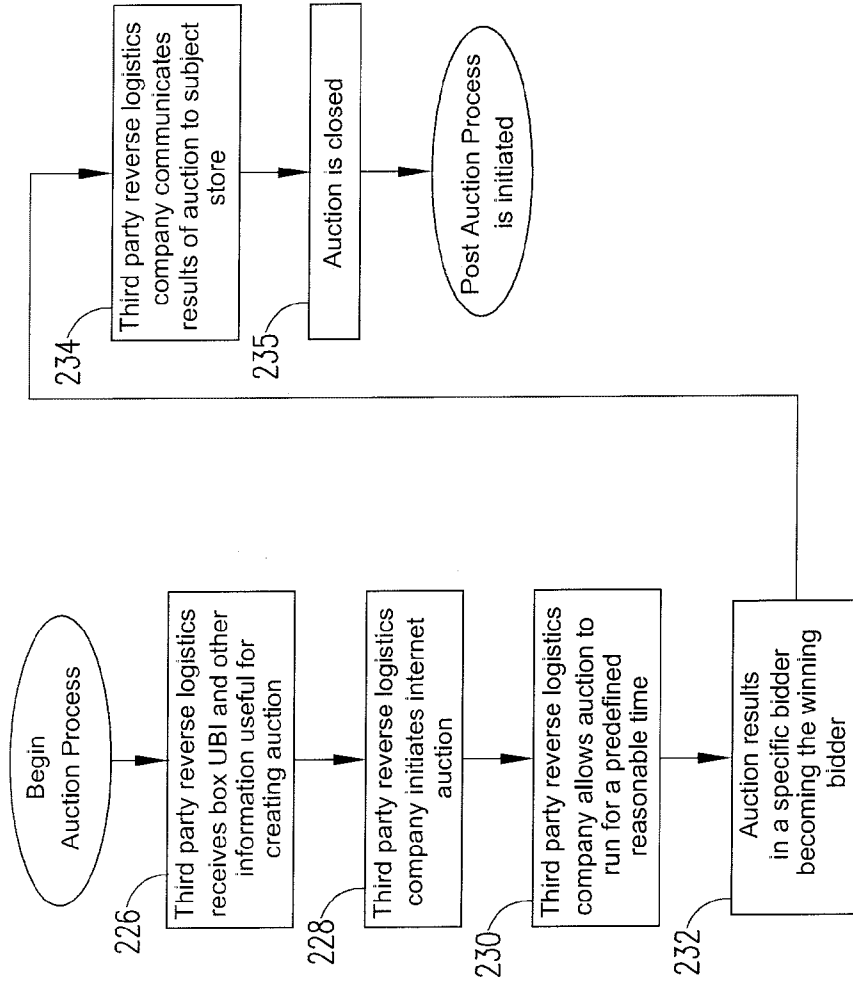 Begin
Auction Process
226
Third party reverse logistics
receives box UBI and other
information useful for
creating auction
228
Third party reverse logistics
company initiates internet
auction
230
Third party reverse logistics
company allows auction to
run for a predefined
reasonable time
232
Auction results
in a specific bidder
becoming the winning
bidder
234
Third party reverse logistics
company communicates
results of auction to subject
store
235
Auction is closed
Post Auction Process
is initiated